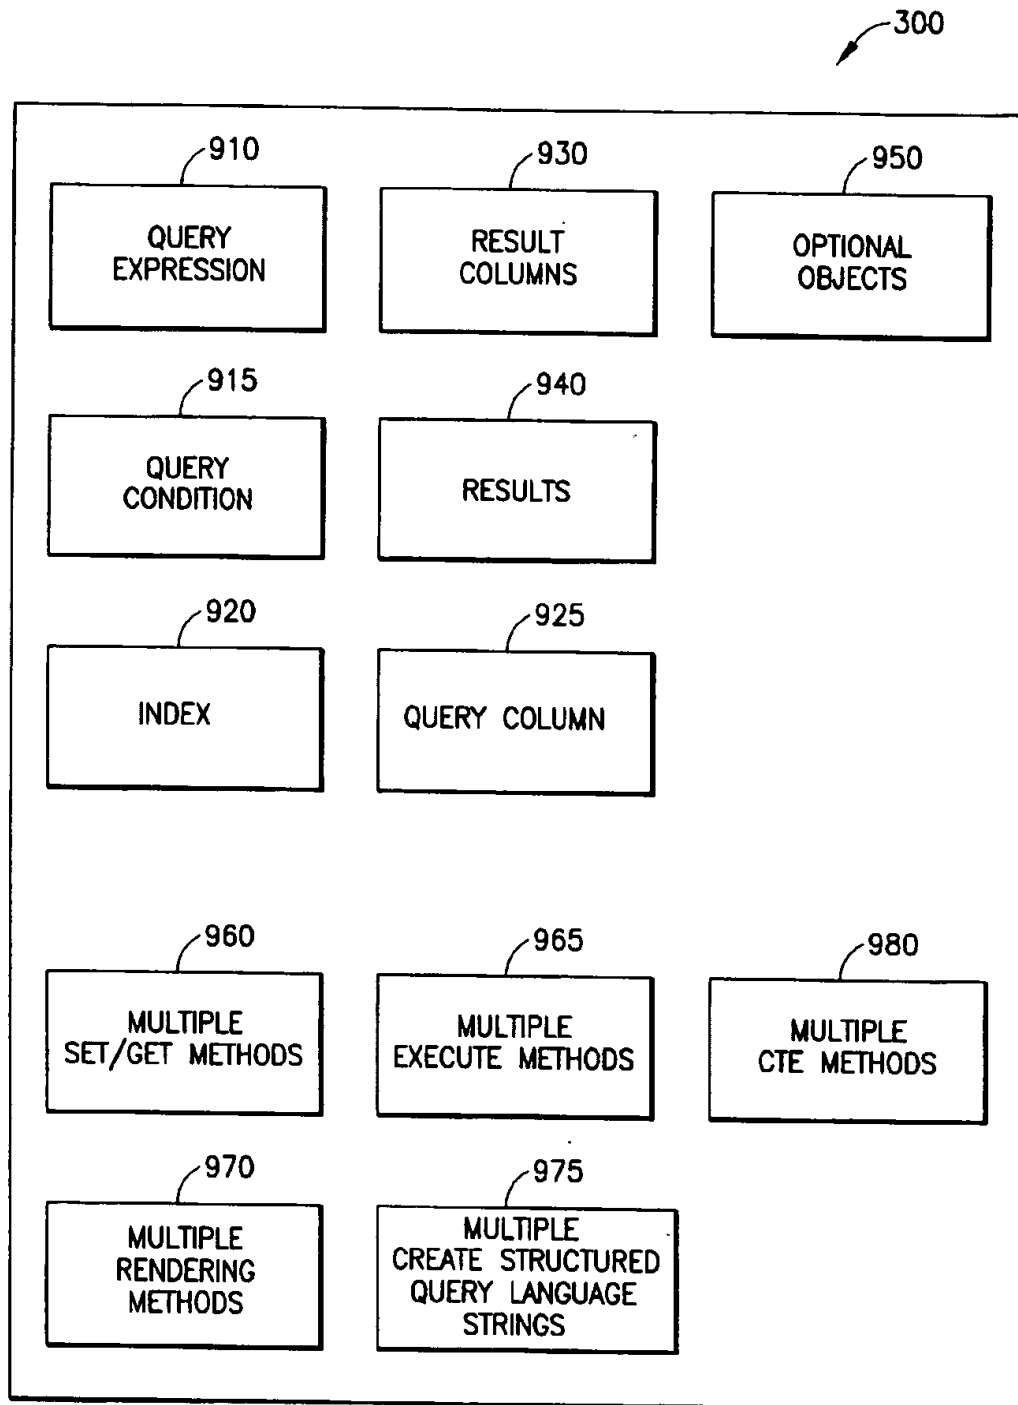 300
910
QUERY
EXPRESSION
930
RESULT
COLUMNS
950
OPTIONAL
OBJECTS
915
QUERY
CONDITION
940
RESULTS
920
INDEX
925
QUERY COLUMN
960
MULTIPLE
SET/GET METHODS
965
MULTIPLE
EXECUTE METHODS
980
MULTIPLE
CTE METHODS
970
MULTIPLE
RENDERING
METHODS
975
MULTIPLE
CREATE STRUCTURED
QUERY LANGUAGE
STRINGS